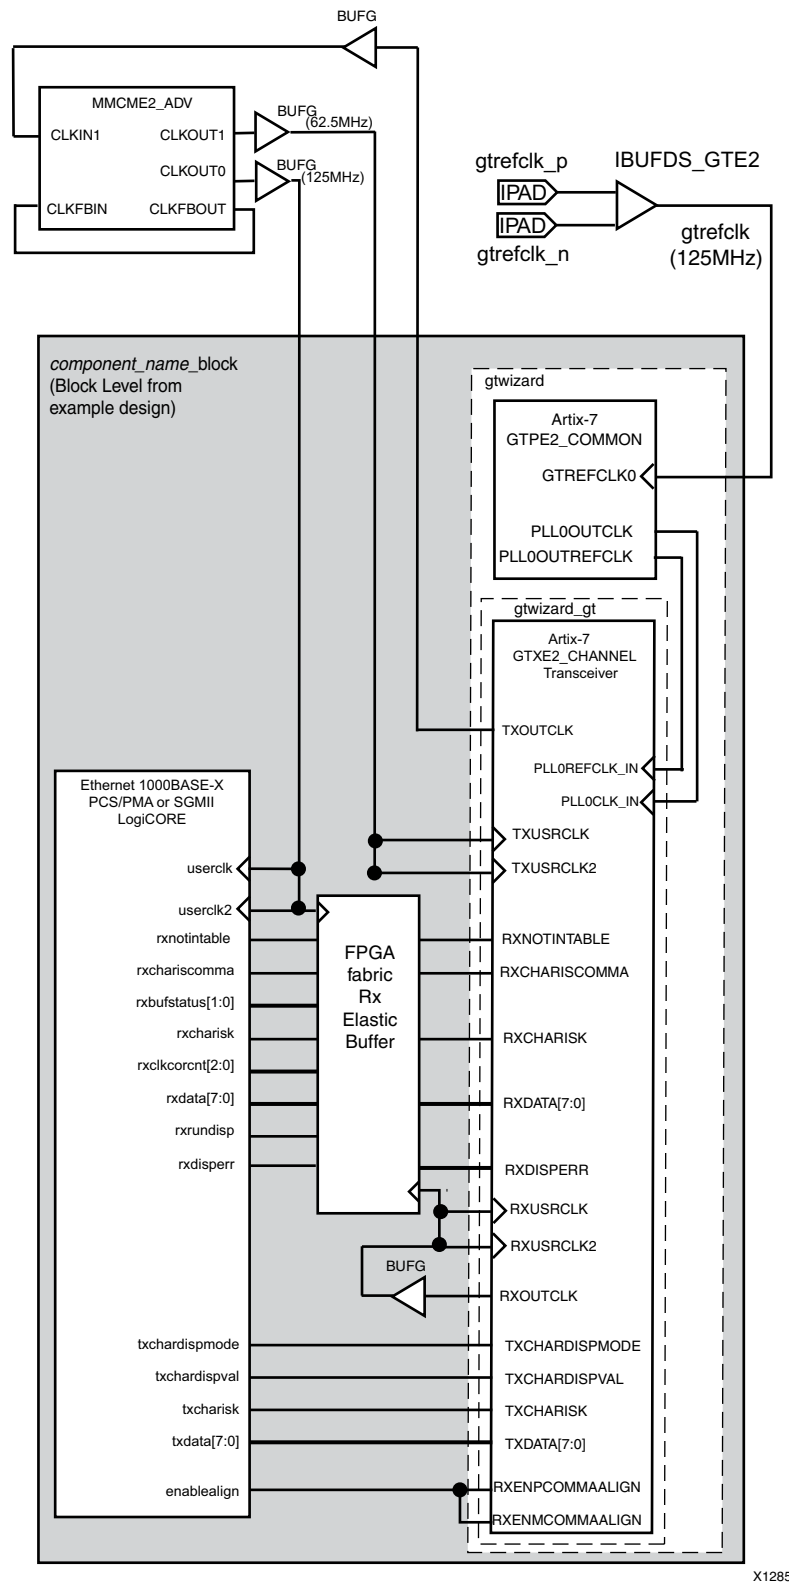 BUFG
MMCME2_ADV
CLKIN1
CLKOUT1
BUFG
(62.5MHz)
CLKOUT0
BUFG
(125MHz)
CLKFBIN
CLKFBOUT
gtrefclk_p
IBUFDS_GTE2
IPAD
IPAD
gtrefclk_n
gtrefclk
(125MHz)
component_name_block
(Block Level from
example design)
gtwizard
Artix-7
GTPE2_COMMON
GTREFCLK0
PLL0OUTCLK
PLL0OUTREFCLK
gtwizard_gt
Artix-7
GTXE2_CHANNEL
Transceiver
TXOUTCLK
PLL0REFCLK_IN
PLL0CLK_IN
TXUSRCLK
TXUSRCLK2
Ethernet 1000BASE-X
PCS/PMA or SGMII
LogiCORE
userclk
userclk2
rxnotintable
rxchariscomma
rxbufstatus[1:0]
rxcharisk
rxclkcorcnt[2:0]
rxdata[7:0]
rxrundisp
rxdisperr
FPGA
fabric
Rx
Elastic
Buffer
RXNOTINTABLE
RXCHARISCOMMA
RXCHARISK
RXDATA[7:0]
RXDISPERR
RXUSRCLK
RXUSRCLK2
BUFG
RXOUTCLK
txchardispmode
TXCHARDISPMODE
txchardispval
TXCHARDISPVAL
txcharisk
TXCHARISK
txdata[7:0]
TXDATA[7:0]
enablealign
RXENPCOMMAALIGN
RXENMCOMMAALIGN
X1285